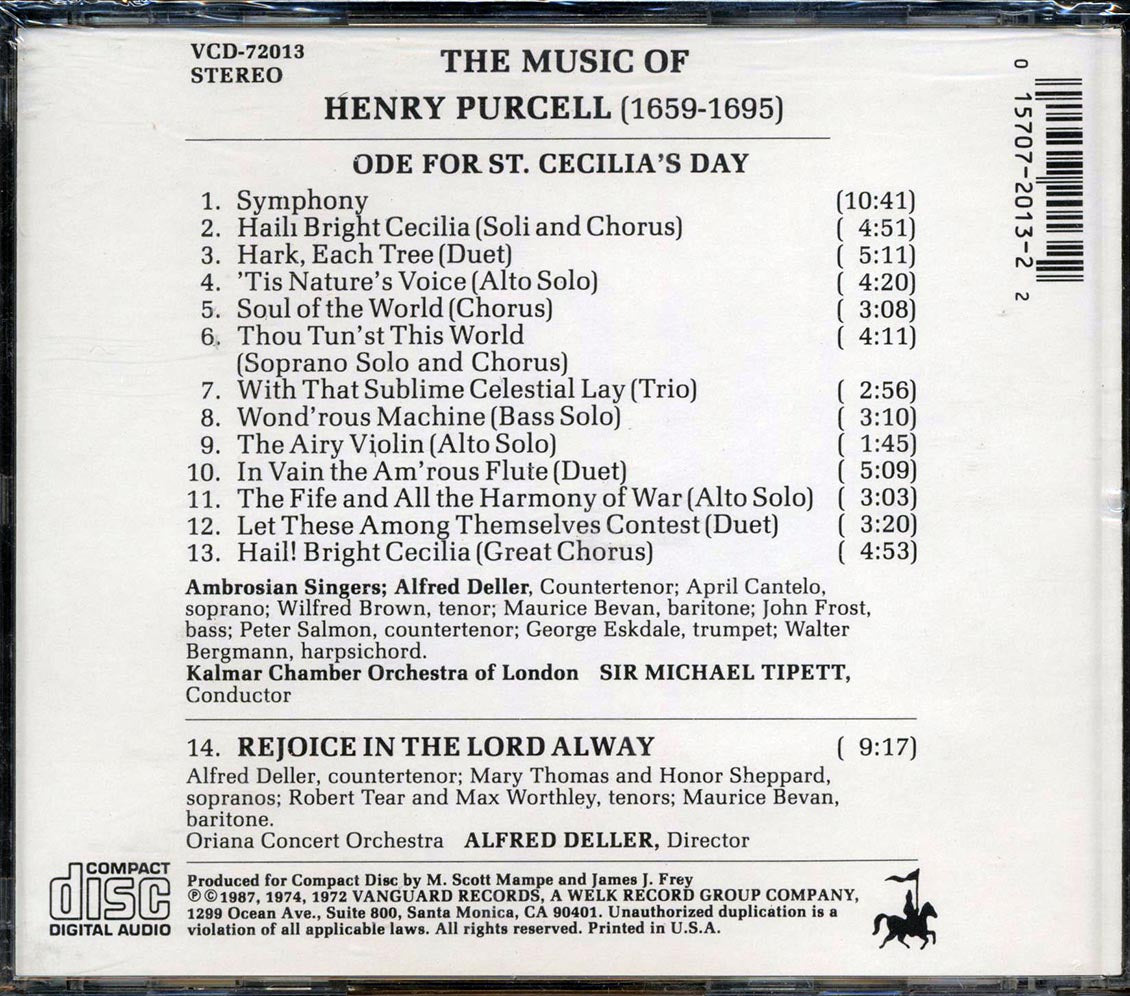 VCD-72013
STEREO
THE MUSIC OF
HENRY PURCELL (1659-1695)
ODE FOR ST. CECILIA'S DAY
1. Symphony (10:41)
2. Hailı Bright Cecilia (Soli and Chorus) ( 4:51)
3. Hark, Each Tree (Duet) ( 5:11)
4. 'Tis Nature's Voice (Alto Solo) ( 4:20)
5. Soul of the World (Chorus) ( 3:08)
6. Thou Tun'st This World ( 4:11)
(Soprano Solo and Chorus)
7. With That Sublime Celestial Lay (Trio) ( 2:56)
8. Wond'rous Machine (Bass Solo) ( 3:10)
9. The Airy Violin (Alto Solo) ( 1:45)
10. In Vain the Am'rous Flute (Duet) ( 5:09)
11. The Fife and All the Harmony of War (Alto Solo) ( 3:03)
12. Let These Among Themselves Contest (Duet) ( 3:20)
13. Hail! Bright Cecilia (Great Chorus) ( 4:53)
Ambrosian Singers; Alfred Deller, Countertenor; April Cantelo,
soprano; Wilfred Brown, tenor; Maurice Bevan, baritone; John Frost,
bass; Peter Salmon, countertenor; George Eskdale, trumpet; Walter
Bergmann, harpsichord.
Kalmar Chamber Orchestra of London SIR MICHAEL TIPETT,
Conductor
14. REJOICE IN THE LORD ALWAY ( 9:17)
Alfred Deller, countertenor; Mary Thomas and Honor Sheppard,
sopranos; Robert Tear and Max Worthley, tenors; Maurice Bevan,
baritone.
Oriana Concert Orchestra ALFRED DELLER, Director
Produced for Compact Disc by M. Scott Mampe and James J. Frey
℗©1987, 1974, 1972 VANGUARD RECORDS, A WELK RECORD GROUP COMPANY,
1299 Ocean Ave., Suite 800, Santa Monica, CA 90401. Unauthorized duplication is a
violation of all applicable laws. All rights reserved. Printed in U.S.A.
COMPACT
disc
DIGITAL AUDIO
0 15707-2013-2 2